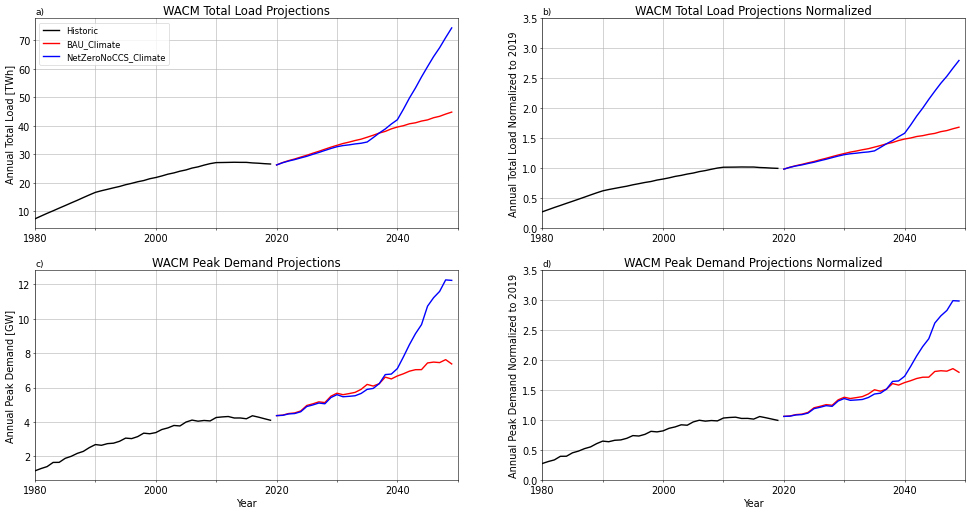 a)
WACM Total Load Projections
Annual Total Load [TWh]
70
60
50
40
30
20
10
Historic
BAU_Climate
NetZeroNoCCS_Climate
1980
2000
2020
2040
b)
WACM Total Load Projections Normalized
Annual Total Load Normalized to 2019
3.5
3.0
2.5
2.0
1.5
1.0
0.5
0.0
1980
2000
2020
2040
c)
WACM Peak Demand Projections
Annual Peak Demand [GW]
12
10
8
6
4
2
1980
2000
2020
2040
Year
d)
WACM Peak Demand Projections Normalized
Annual Peak Demand Normalized to 2019
3.5
3.0
2.5
2.0
1.5
1.0
0.5
0.0
1980
2000
2020
2040
Year